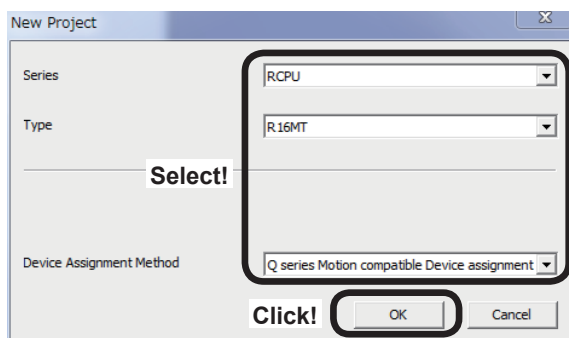 New Project
Series
RCPU
Type
R16MT
Select!
Device Assignment Method
Q series Motion compatible Device assignment
Click!
OK
Cancel